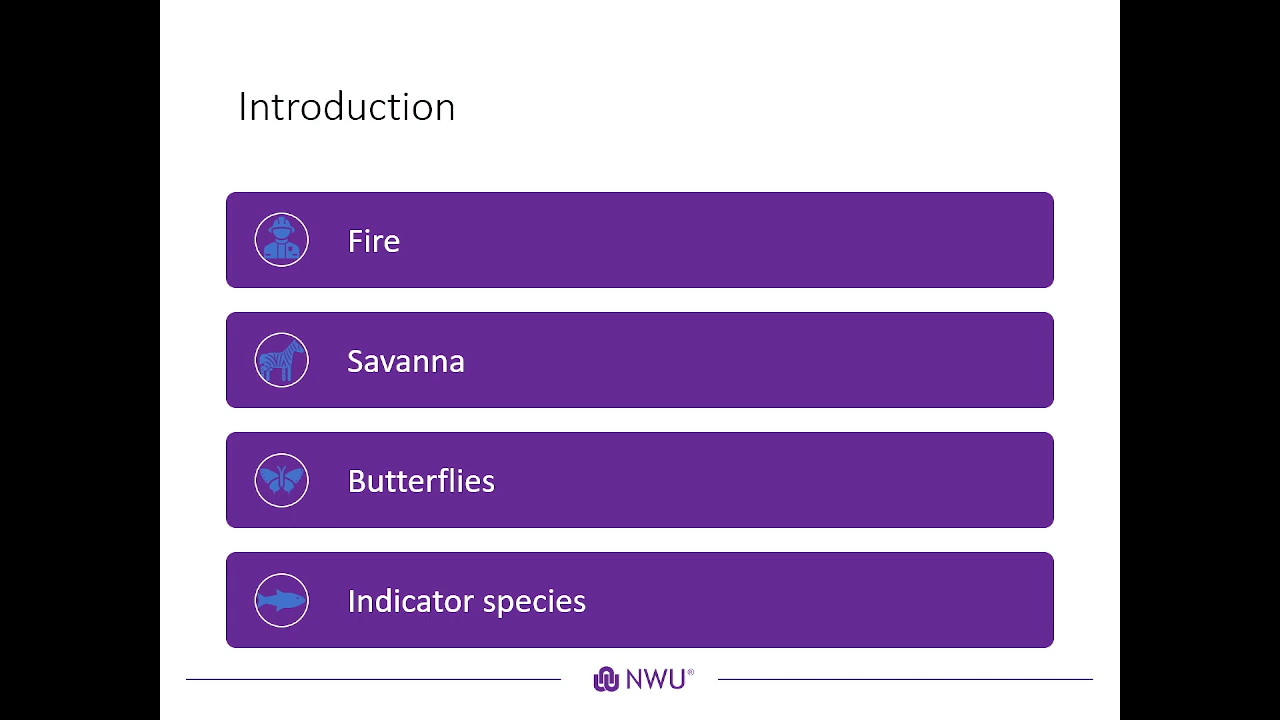 Introduction
Fire
Savanna
Butterflies
Indicator species
NWU®